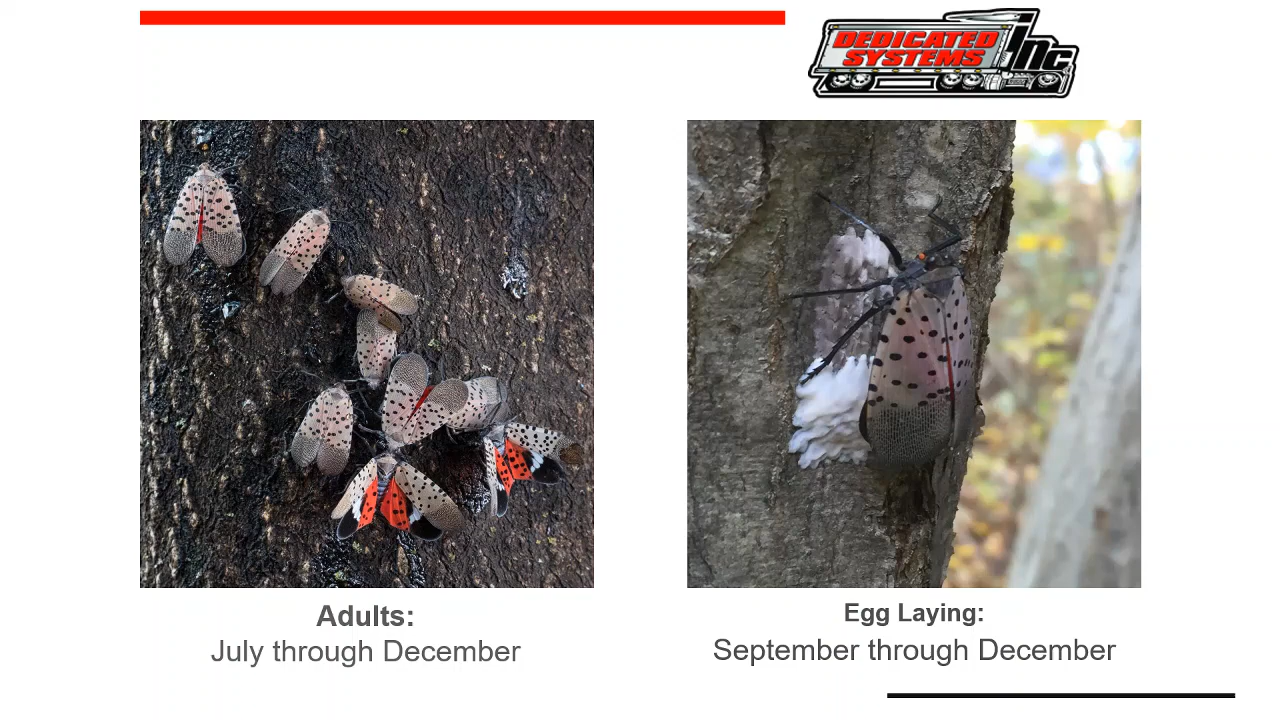 DEDICATED
SYSTEMS
inc
Adults:
July through December
Egg Laying:
September through December